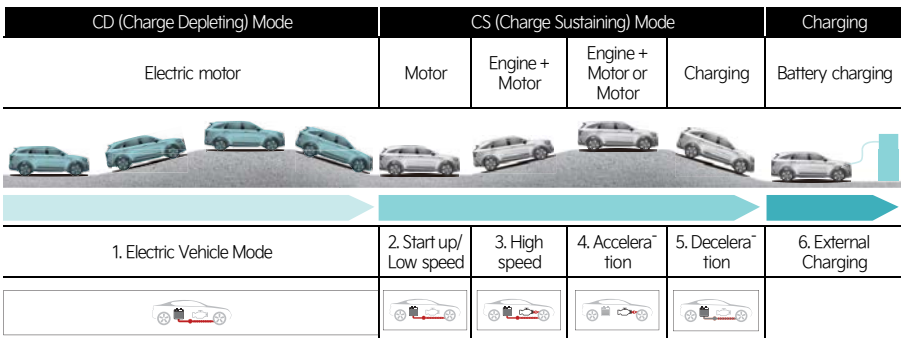 CD (Charge Depleting) Mode
CS (Charge Sustaining) Mode
Charging
Electric motor
Motor
Engine +
Motor
Engine +
Motor or
Motor
Charging
Battery charging
1. Electric Vehicle Mode
2. Start up/
Low speed
3. High
speed
4. Accelera-
tion
5. Decelera-
tion
6. External
Charging